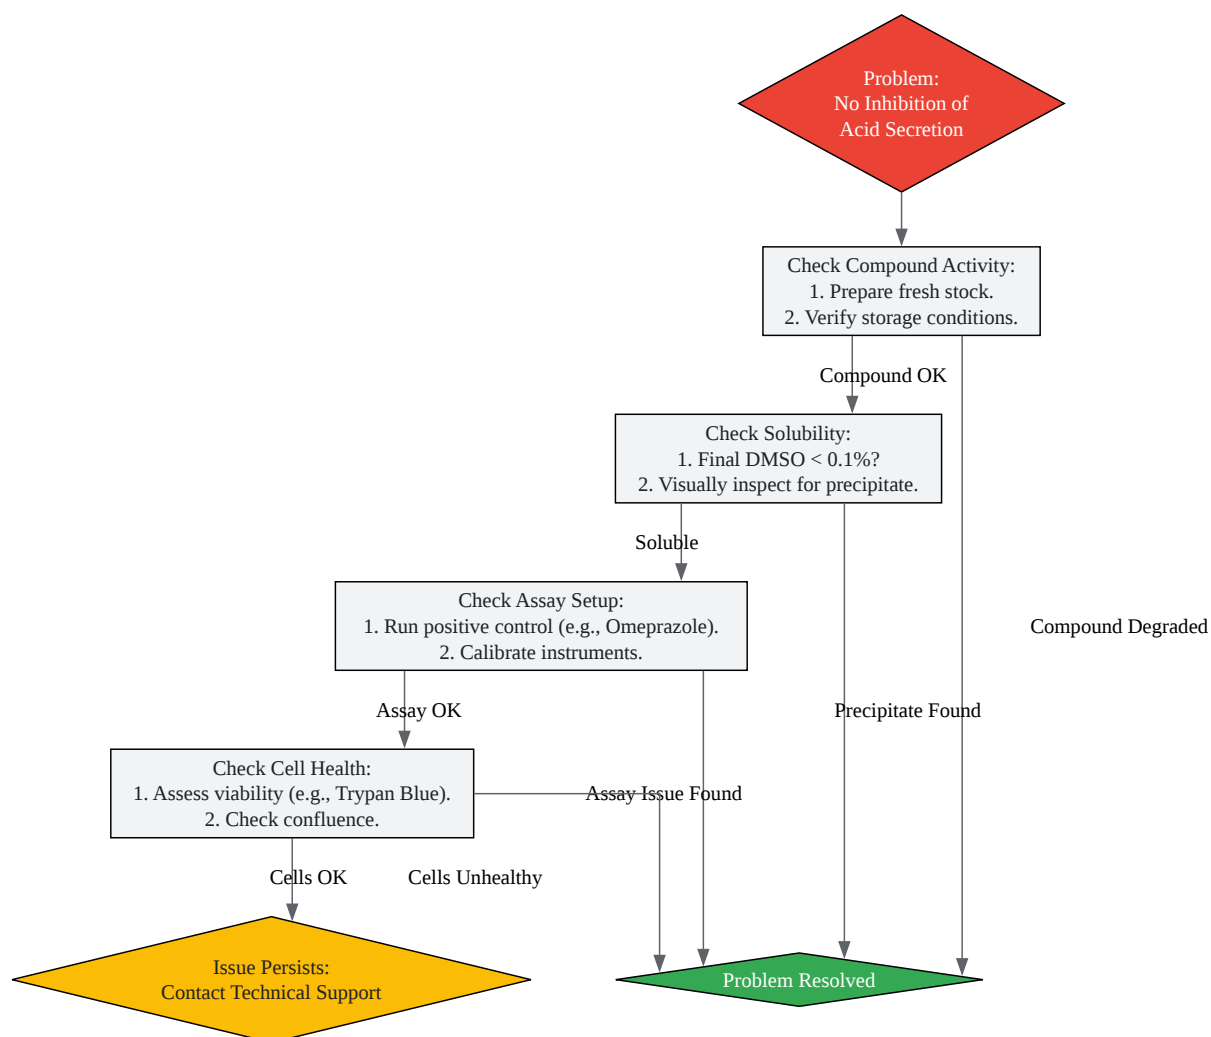 Problem:
No Inhibition of
Acid Secretion
Check Compound Activity:
1. Prepare fresh stock.
2. Verify storage conditions.
Compound OK
Check Solubility:
1. Final DMSO < 0.1%?
2. Visually inspect for precipitate.
Soluble
Check Assay Setup:
1. Run positive control (e.g., Omeprazole).
2. Calibrate instruments.
Compound Degraded
Assay OK
Precipitate Found
Check Cell Health:
1. Assess viability (e.g., Trypan Blue).
2. Check confluence.
Assay Issue Found
Cells OK
Cells Unhealthy
Issue Persists:
Contact Technical Support
Problem Resolved